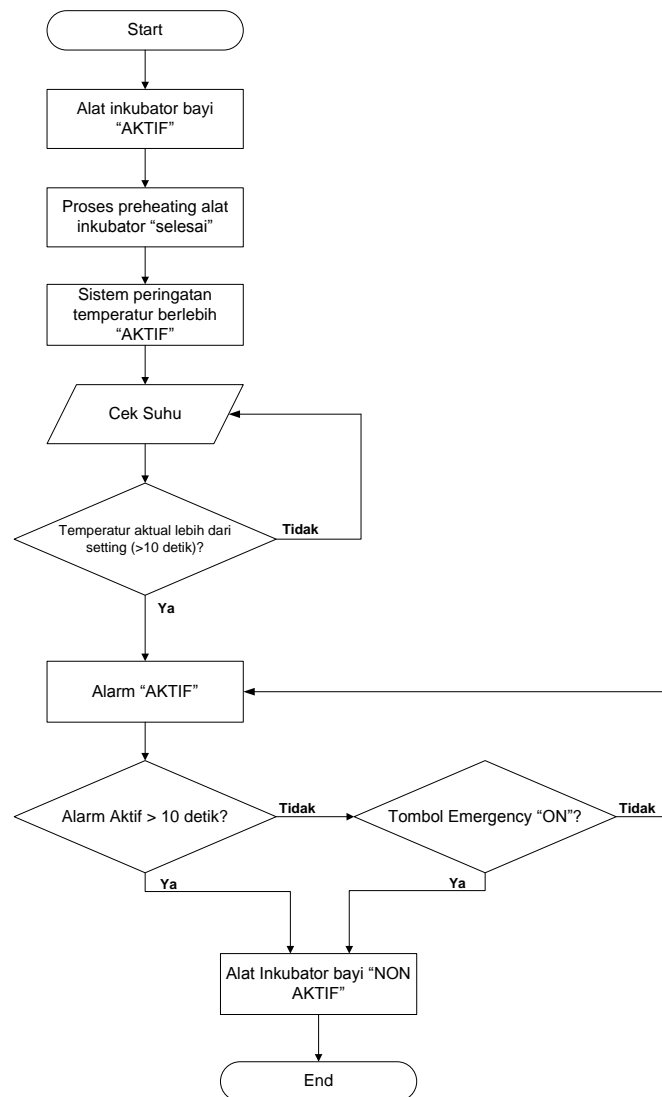 Start
Alat inkubator bayi
“AKTIF”
Proses preheating alat
inkubator “selesai”
Sistem peringatan
temperatur berlebih
“AKTIF”
Cek Suhu
Temperatur aktual lebih dari
setting (>10 detik)?
Tidak
Ya
Alarm “AKTIF”
Alarm Aktif > 10 detik?
Tidak
Tombol Emergency “ON”?
Tidak
Ya
Ya
Alat Inkubator bayi “NON
AKTIF”
End